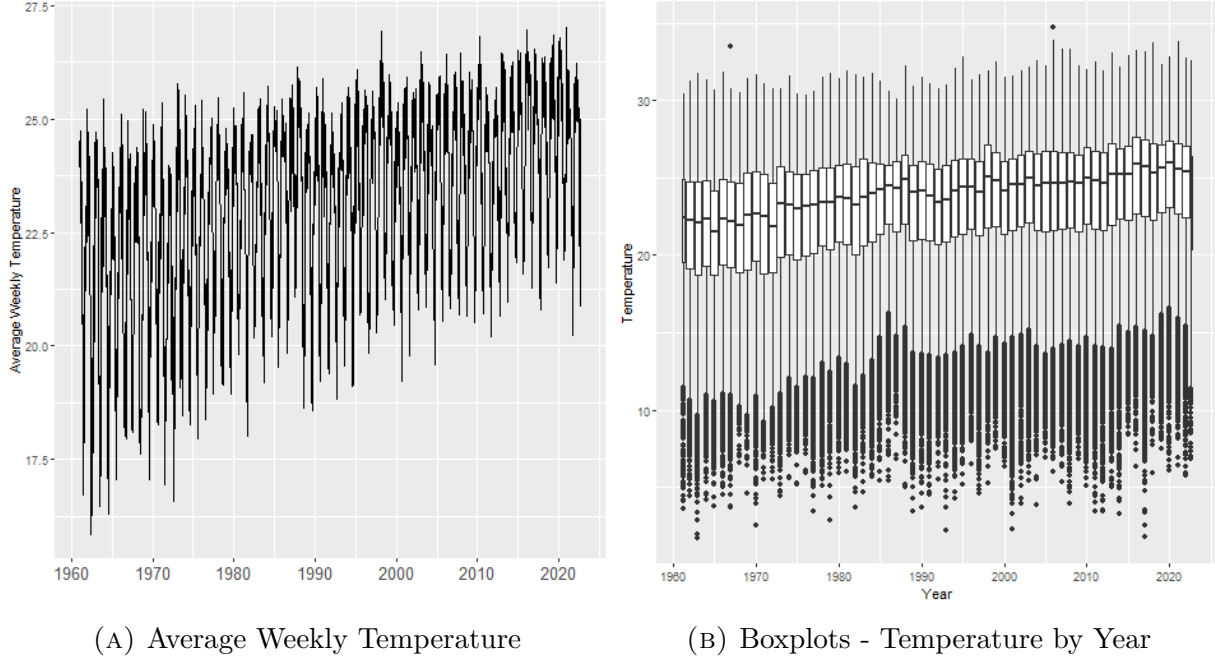 27.5
25.0
22.5
20.0
17.5
Average Weekly Temperature
1960 1970 1980 1990 2000 2010 2020
(A) Average Weekly Temperature
30
20
10
Temperature
1960 1970 1980 1990 2000 2010 2020
Year
(B) Boxplots - Temperature by Year